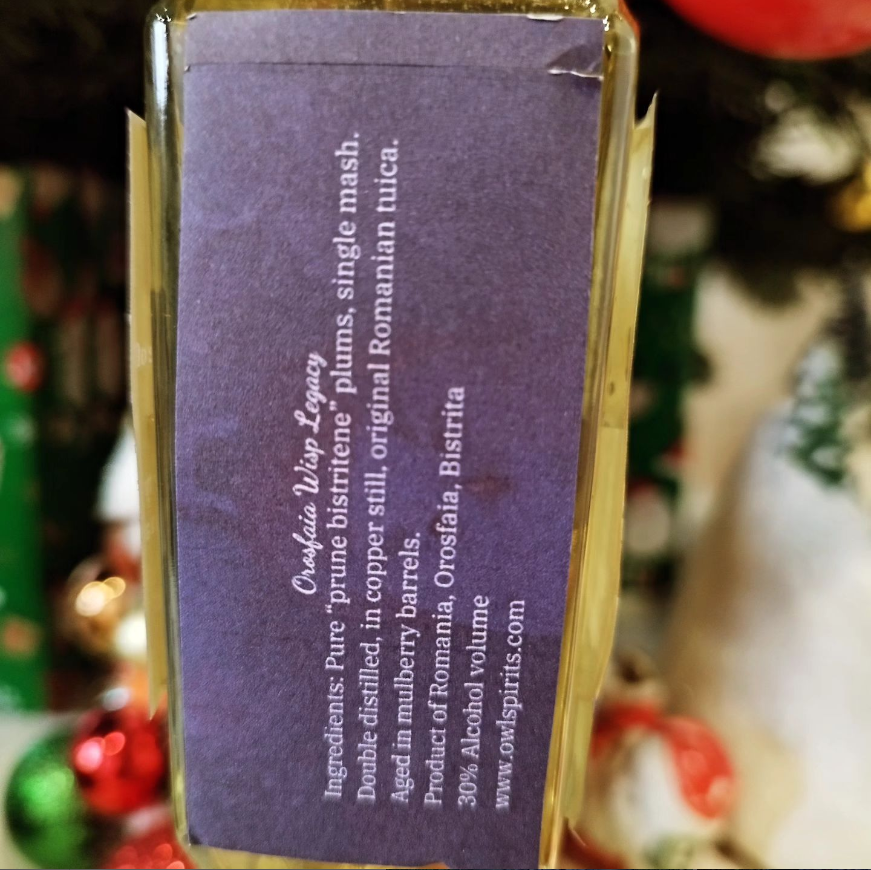 Orosfaia Wisp Legacy
Ingredients: Pure “prune bistritene” plums, single mash.
Double distilled, in copper still, original Romanian tuica.
Aged in mulberry barrels.
Product of Romania, Orosfaia, Bistrita
30% Alcohol volume
www.owlspirits.com